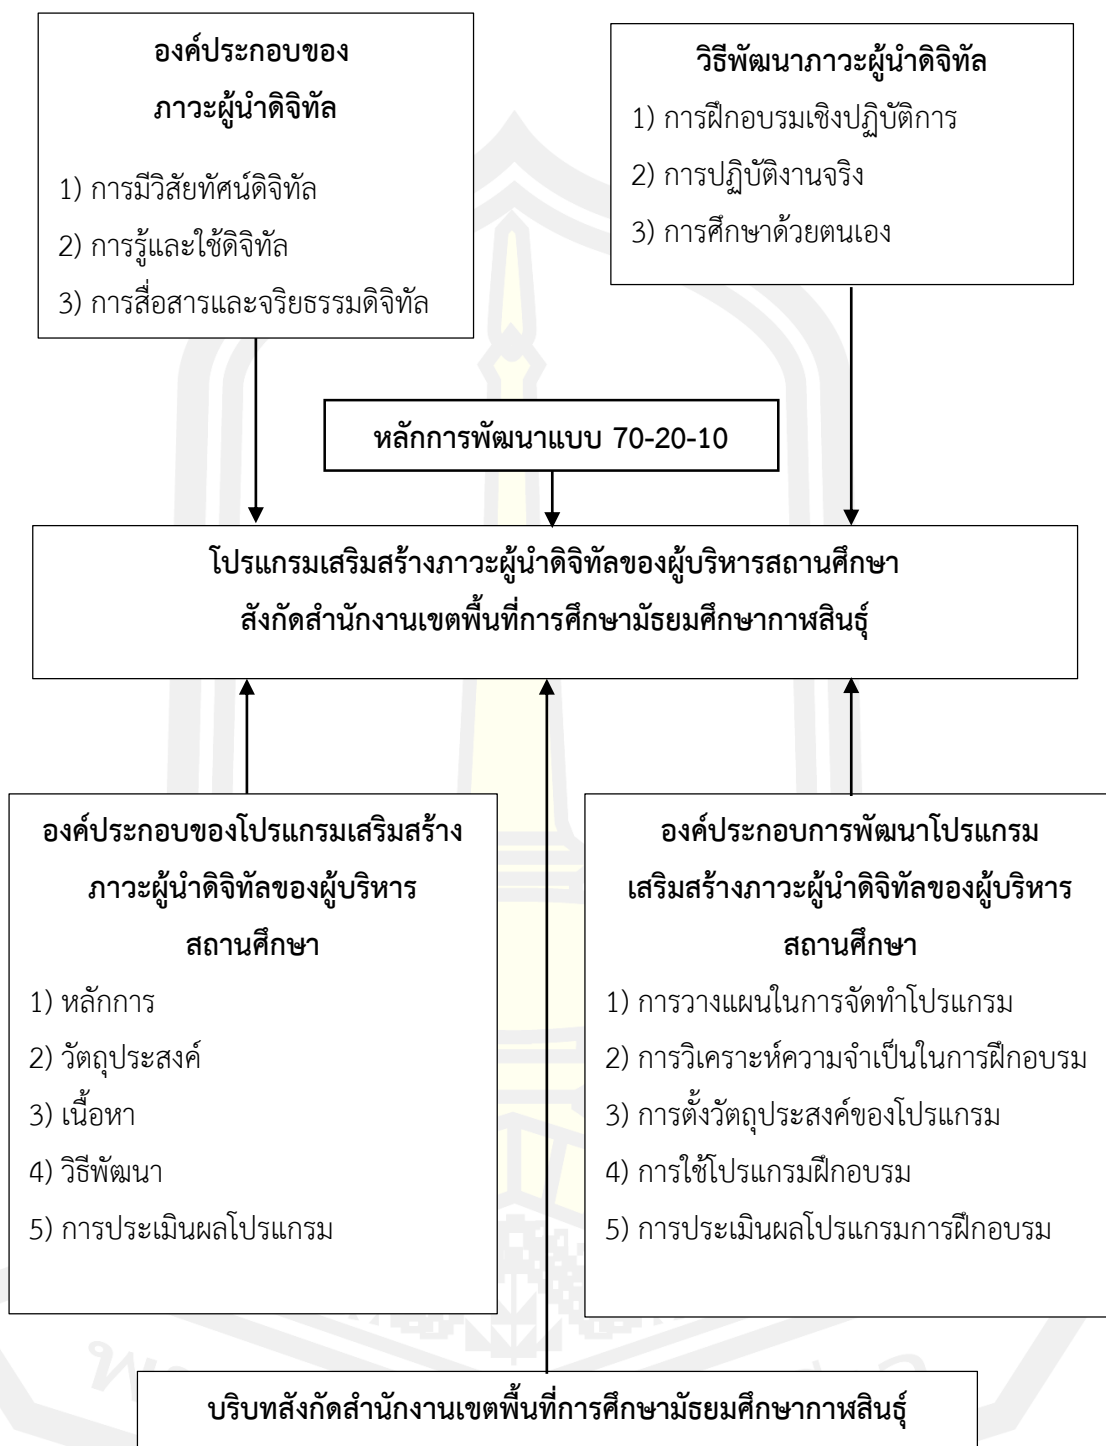 องค์ประกอบของ
ภาวะผู้นำดิจิทัล
1) การมีวิสัยทัศน์ดิจิทัล
2) การรู้และใช้ดิจิทัล
3) การสื่อสารและจริยธรรมดิจิทัล
วิธีพัฒนาภาวะผู้นำดิจิทัล
1) การฝึกอบรมเชิงปฏิบัติการ
2) การปฏิบัติงานจริง
3) การศึกษาด้วยตนเอง
หลักการพัฒนาแบบ 70-20-10
โปรแกรมเสริมสร้างภาวะผู้นำดิจิทัลของผู้บริหารสถานศึกษา
สังกัดสำนักงานเขตพื้นที่การศึกษามัธยมศึกษากาฬสินธุ์
องค์ประกอบของโปรแกรมเสริมสร้าง
ภาวะผู้นำดิจิทัลของผู้บริหาร
สถานศึกษา
1) หลักการ
2) วัตถุประสงค์
3) เนื้อหา
4) วิธีพัฒนา
5) การประเมินผลโปรแกรม
องค์ประกอบการพัฒนาโปรแกรม
เสริมสร้างภาวะผู้นำดิจิทัลของผู้บริหาร
สถานศึกษา
1) การวางแผนในการจัดทำโปรแกรม
2) การวิเคราะห์ความจำเป็นในการฝึกอบรม
3) การตั้งวัตถุประสงค์ของโปรแกรม
4) การใช้โปรแกรมฝึกอบรม
5) การประเมินผลโปรแกรมการฝึกอบรม
บริบทสังกัดสำนักงานเขตพื้นที่การศึกษามัธยมศึกษากาฬสินธุ์